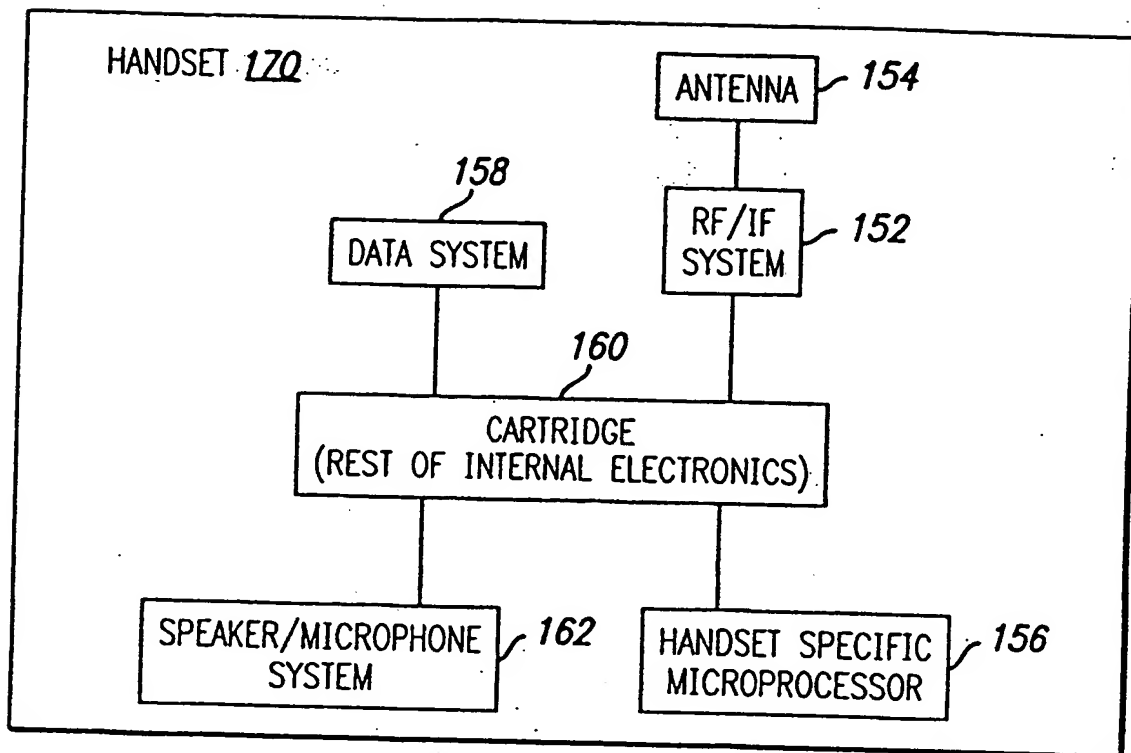 HANDSET 170
ANTENNA
154
158
DATA SYSTEM
RF/IF
SYSTEM
152
160
CARTRIDGE
(REST OF INTERNAL ELECTRONICS)
SPEAKER/MICROPHONE
SYSTEM
162
HANDSET SPECIFIC
MICROPROCESSOR
156